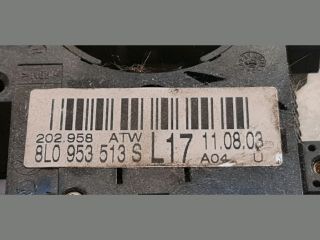 202.958 ATW L17 11.08.03
8L0 953 513 S A04 U